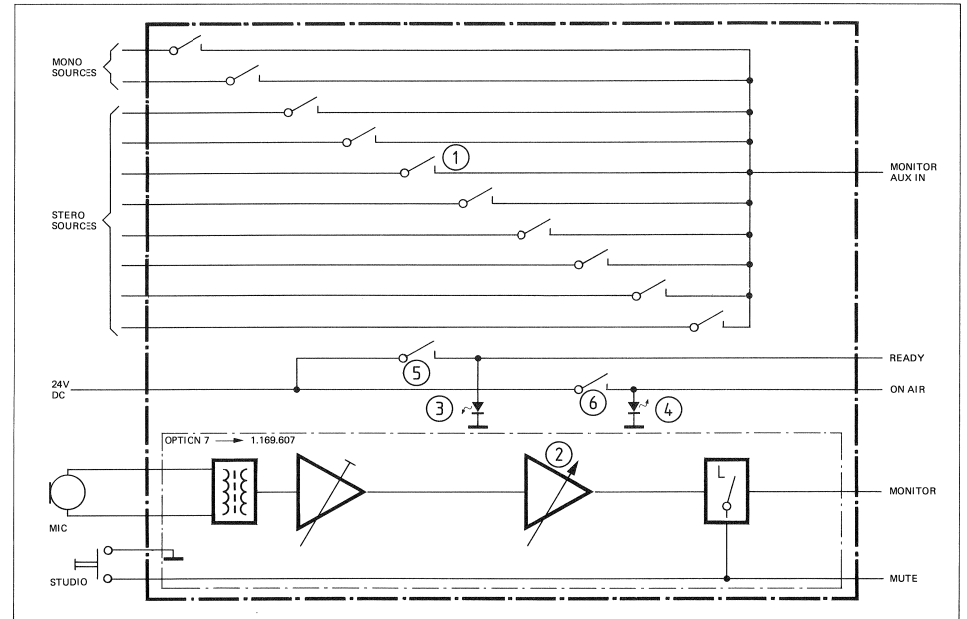 MONO
SOURCES
1
MONITOR
AUX IN
STERO
SOURCES
READY
5
24V
DC
ON AIR
3
6
4
OPTION 7 → 1.169.607
2
L
MONITOR
MIC
STUDIO
MUTE